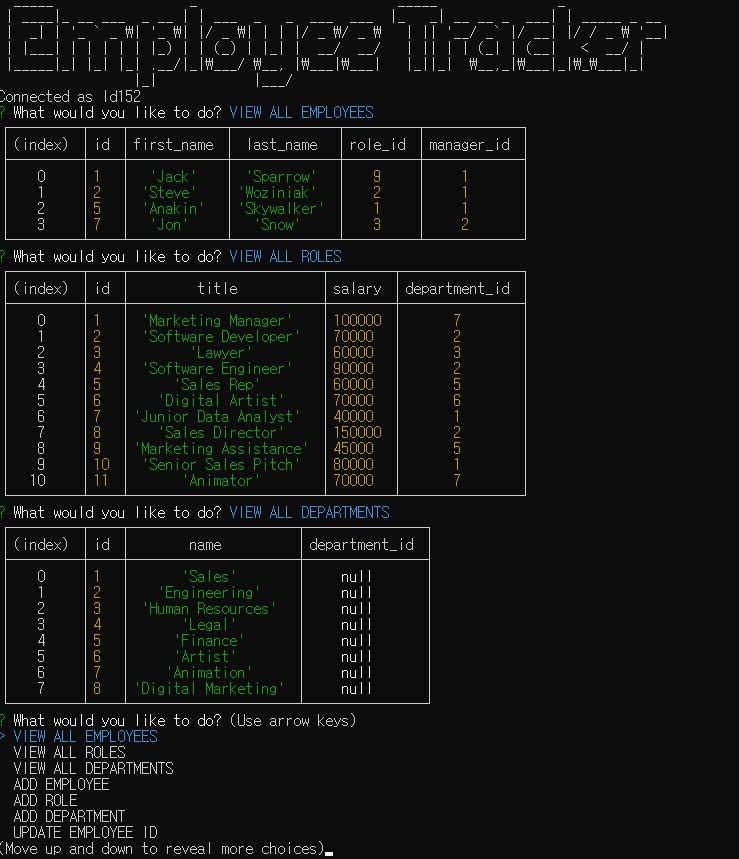 Employee Tracker
Connected as Id152
? What would you like to do? VIEW ALL EMPLOYEES
(index) id first_name last_name role_id manager_id
0 1 'Jack' 'Sparrow' 9 1
1 2 'Steve' 'Woziniak' 2 1
2 5 'Anakin' 'Skywalker' 1 1
3 7 'Jon' 'Snow' 3 2
? What would you like to do? VIEW ALL ROLES
(index) id title salary department_id
0 1 'Marketing Manager' 100000 7
1 2 'Software Developer' 70000 2
2 3 'Lawyer' 60000 3
3 4 'Software Engineer' 90000 2
4 5 'Sales Rep' 60000 5
5 6 'Digital Artist' 70000 6
6 7 'Junior Data Analyst' 40000 1
7 8 'Sales Director' 150000 2
8 9 'Marketing Assistance' 45000 5
9 10 'Senior Sales Pitch' 80000 1
10 11 'Animator' 70000 7
? What would you like to do? VIEW ALL DEPARTMENTS
(index) id name department_id
0 1 'Sales' null
1 2 'Engineering' null
2 3 'Human Resources' null
3 4 'Legal' null
4 5 'Finance' null
5 6 'Artist' null
6 7 'Animation' null
7 8 'Digital Marketing' null
? What would you like to do? (Use arrow keys)
> VIEW ALL EMPLOYEES
VIEW ALL ROLES
VIEW ALL DEPARTMENTS
ADD EMPLOYEE
ADD ROLE
ADD DEPARTMENT
UPDATE EMPLOYEE ID
(Move up and down to reveal more choices)